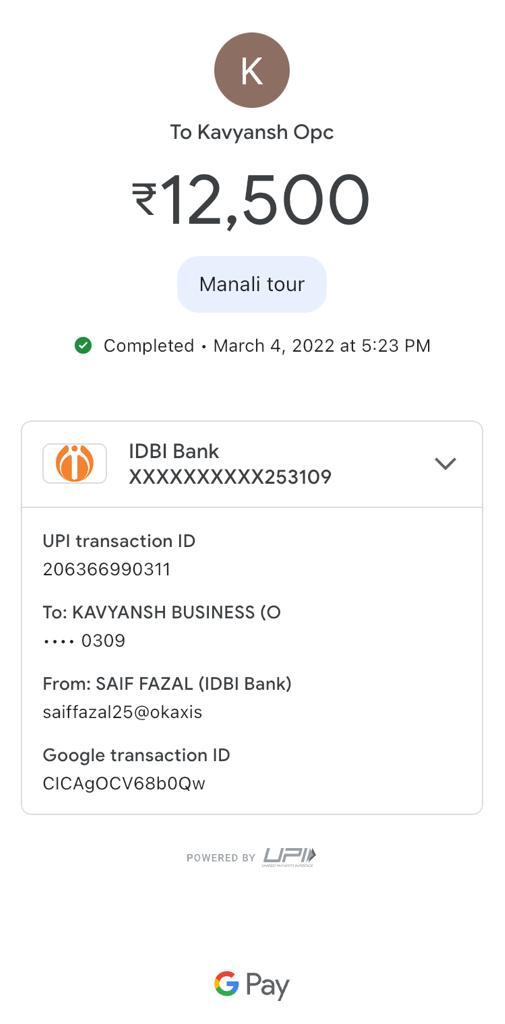 K
To Kavyansh Opc
₹12,500
Manali tour
Completed • March 4, 2022 at 5:23 PM
IDBI Bank
XXXXXXXXXX253109
UPI transaction ID
206366990311
To: KAVYANSH BUSINESS (O
•••• 0309
From: SAIF FAZAL (IDBI Bank)
saiffazal25@okaxis
Google transaction ID
CICAgOCV68b0Qw
POWERED BY UPI
G Pay